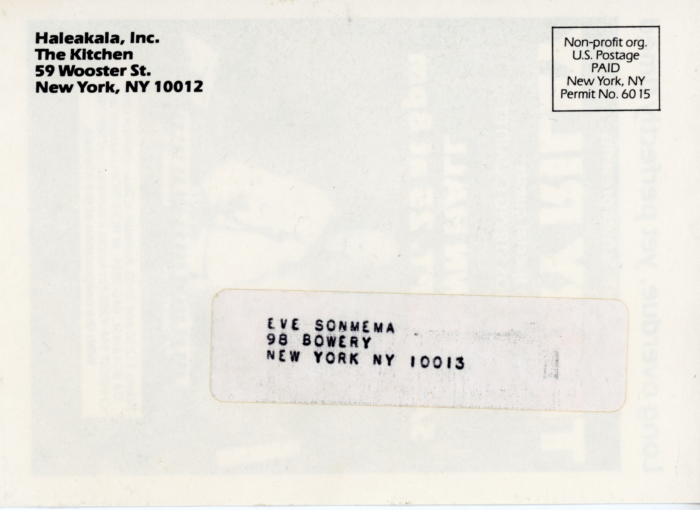 Haleakala, Inc.
The Kitchen
59 Wooster St.
New York, NY 10012
Non-profit org.
U.S. Postage
PAID
New York, NY
Permit No. 6015
EVE SONMEMA
98 BOWERY
NEW YORK NY 10013